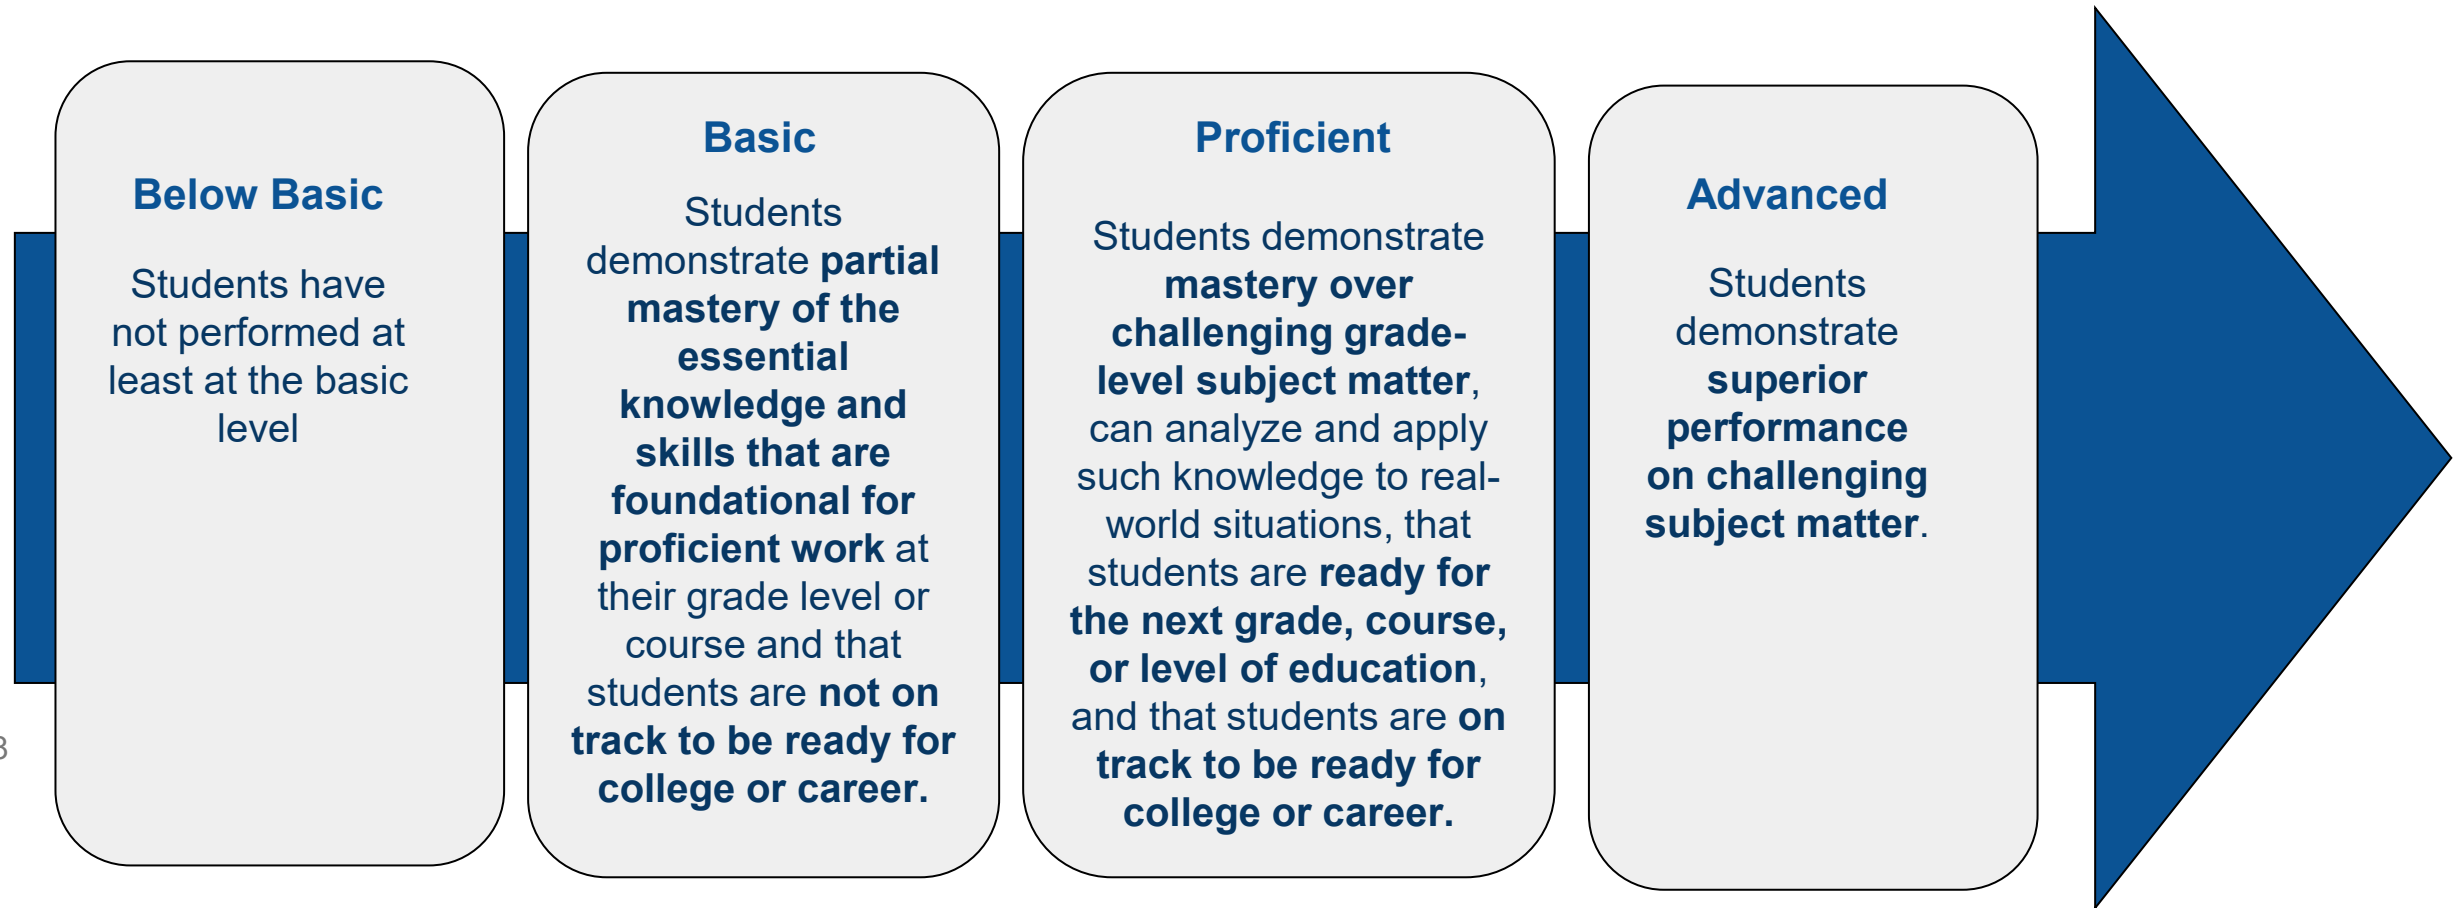 Below Basic
Students have
not performed at
least at the basic
level
Basic
Students
demonstrate partial
mastery of the
essential
knowledge and
skills that are
foundational for
proficient work at
their grade level or
course and that
students are not on
track to be ready for
college or career.
Proficient
Students demonstrate
mastery over
challenging grade-
level subject matter,
can analyze and apply
such knowledge to real-
world situations, that
students are ready for
the next grade, course,
or level of education,
and that students are on
track to be ready for
college or career.
Advanced
Students
demonstrate
superior
performance
on challenging
subject matter.